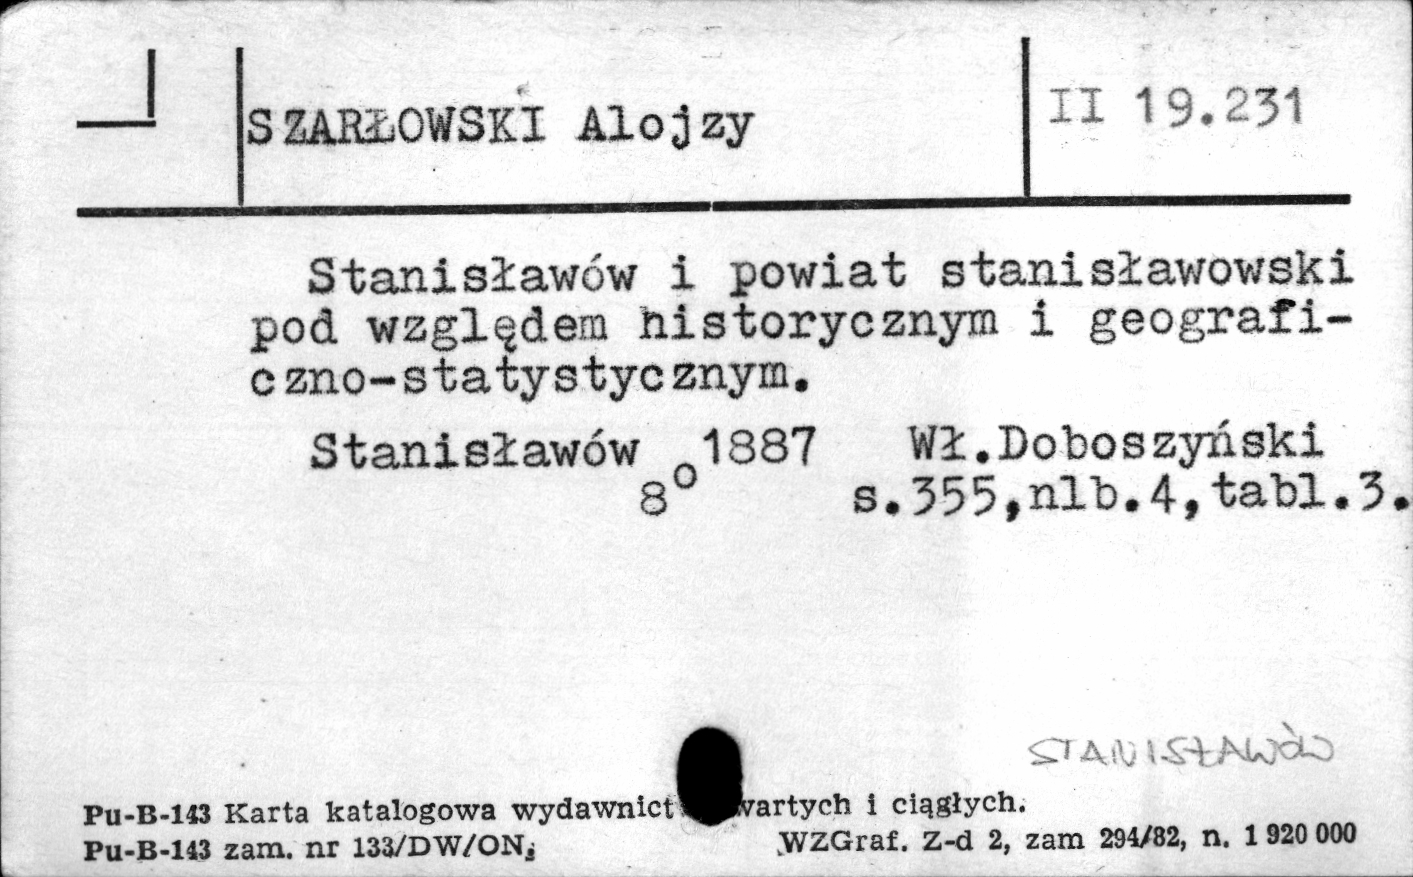 SZARŁOWSKI Alojzy
II 19.231
Stanisławów i powiat stanisławowski
pod względem historycznym i geografi-
czno-statystycznym.
Stanisławów 1887 Wł.Doboszyński
8° s.355,nlb.4,tabl.3.
STANISŁAWÓW
Pu-B-143 Karta katalogowa wydawnict wartych i ciągłych.
Pu-B-143 zam. nr 133/DW/ON. WZGraf. Z-d 2, zam 294/82, n. 1 920 000